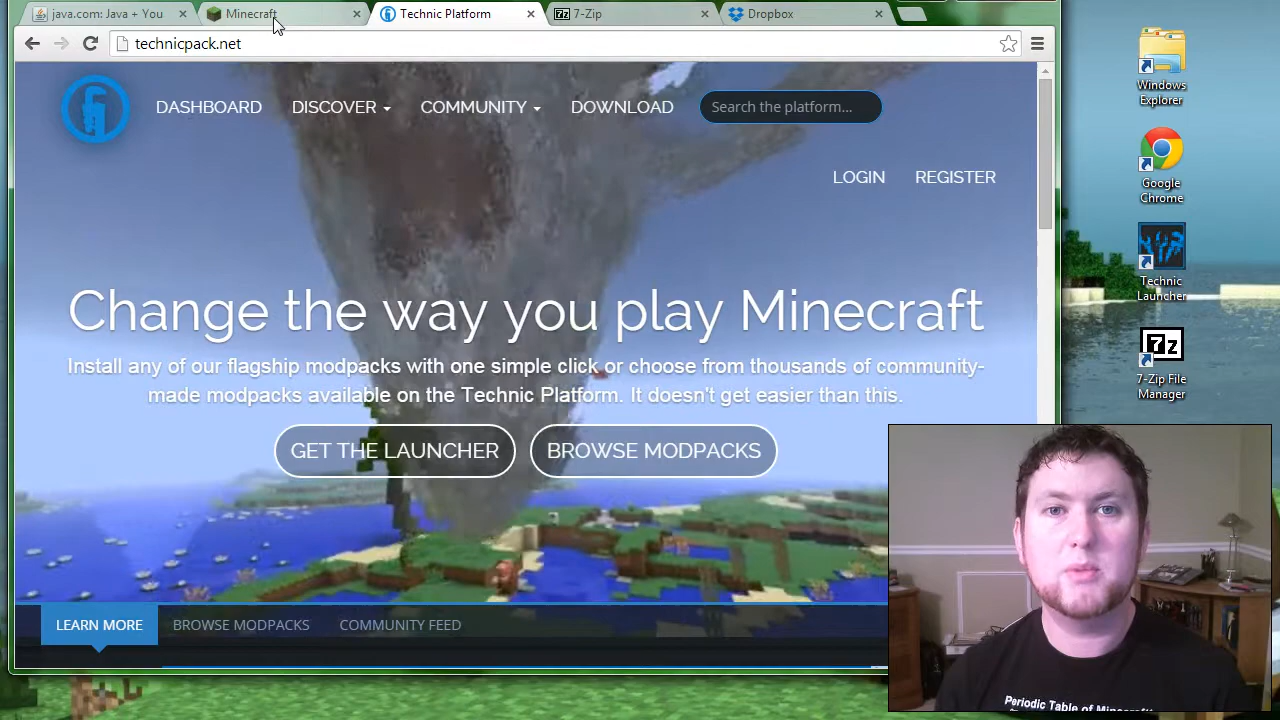 java.com: Java + You
Minecraft
Technic Platform
7-Zip
Dropbox
technicpack.net
DASHBOARD
DISCOVER
COMMUNITY
DOWNLOAD
Search the platform...
LOGIN
REGISTER
Change the way you play Minecraft
Install any of our flagship modpacks with one simple click or choose from thousands of community-
made modpacks available on the Technic Platform. It doesn't get easier than this.
GET THE LAUNCHER
BROWSE MODPACKS
LEARN MORE
BROWSE MODPACKS
COMMUNITY FEED
Windows
Explorer
Google
Chrome
Technic
Launcher
7z
7-Zip File
Manager
Periodic Table of Minecraft